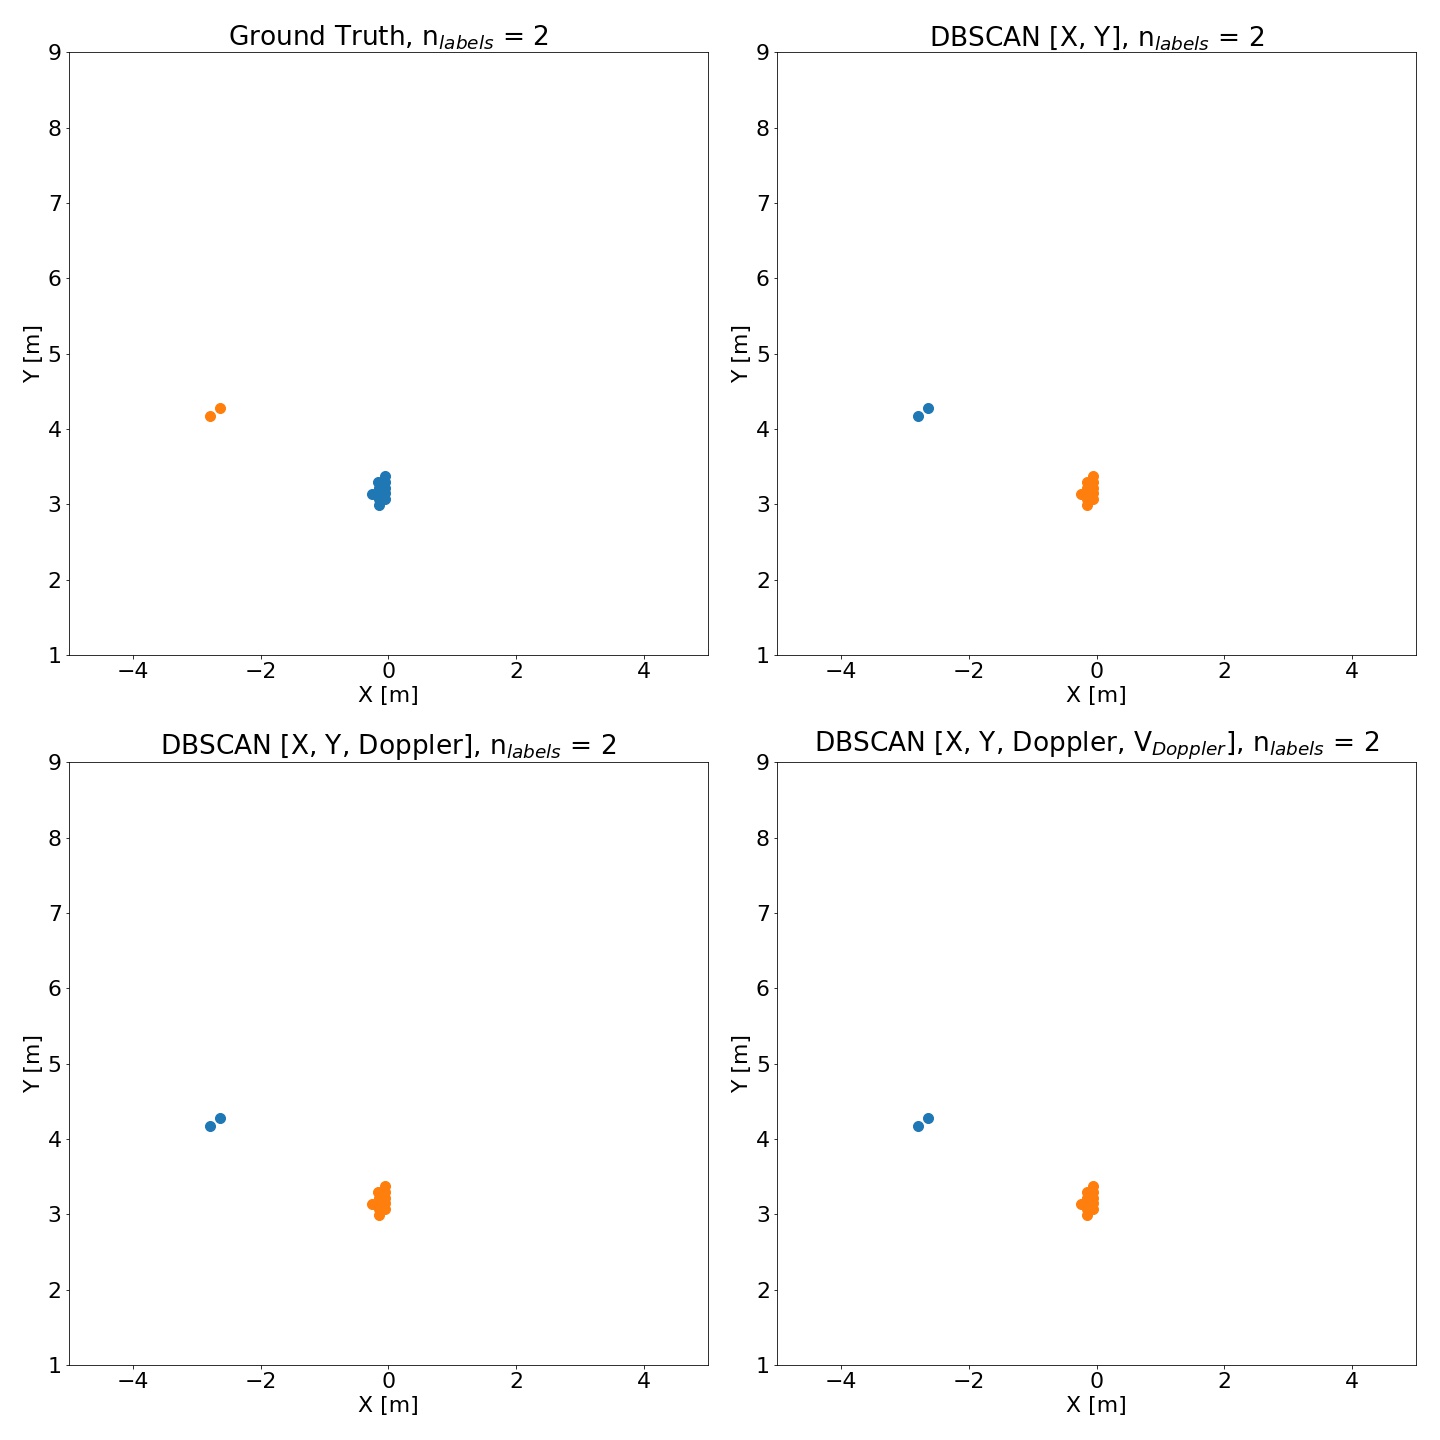 Ground Truth, n_labels = 2
9
8
7
6
5
4
3
2
1
Y [m]
−4 −2 0 2 4
X [m]
DBSCAN [X, Y], n_labels = 2
9
8
7
6
5
4
3
2
1
Y [m]
−4 −2 0 2 4
X [m]
DBSCAN [X, Y, Doppler], n_labels = 2
9
8
7
6
5
4
3
2
1
Y [m]
−4 −2 0 2 4
X [m]
DBSCAN [X, Y, Doppler, V_Doppler], n_labels = 2
9
8
7
6
5
4
3
2
1
Y [m]
−4 −2 0 2 4
X [m]